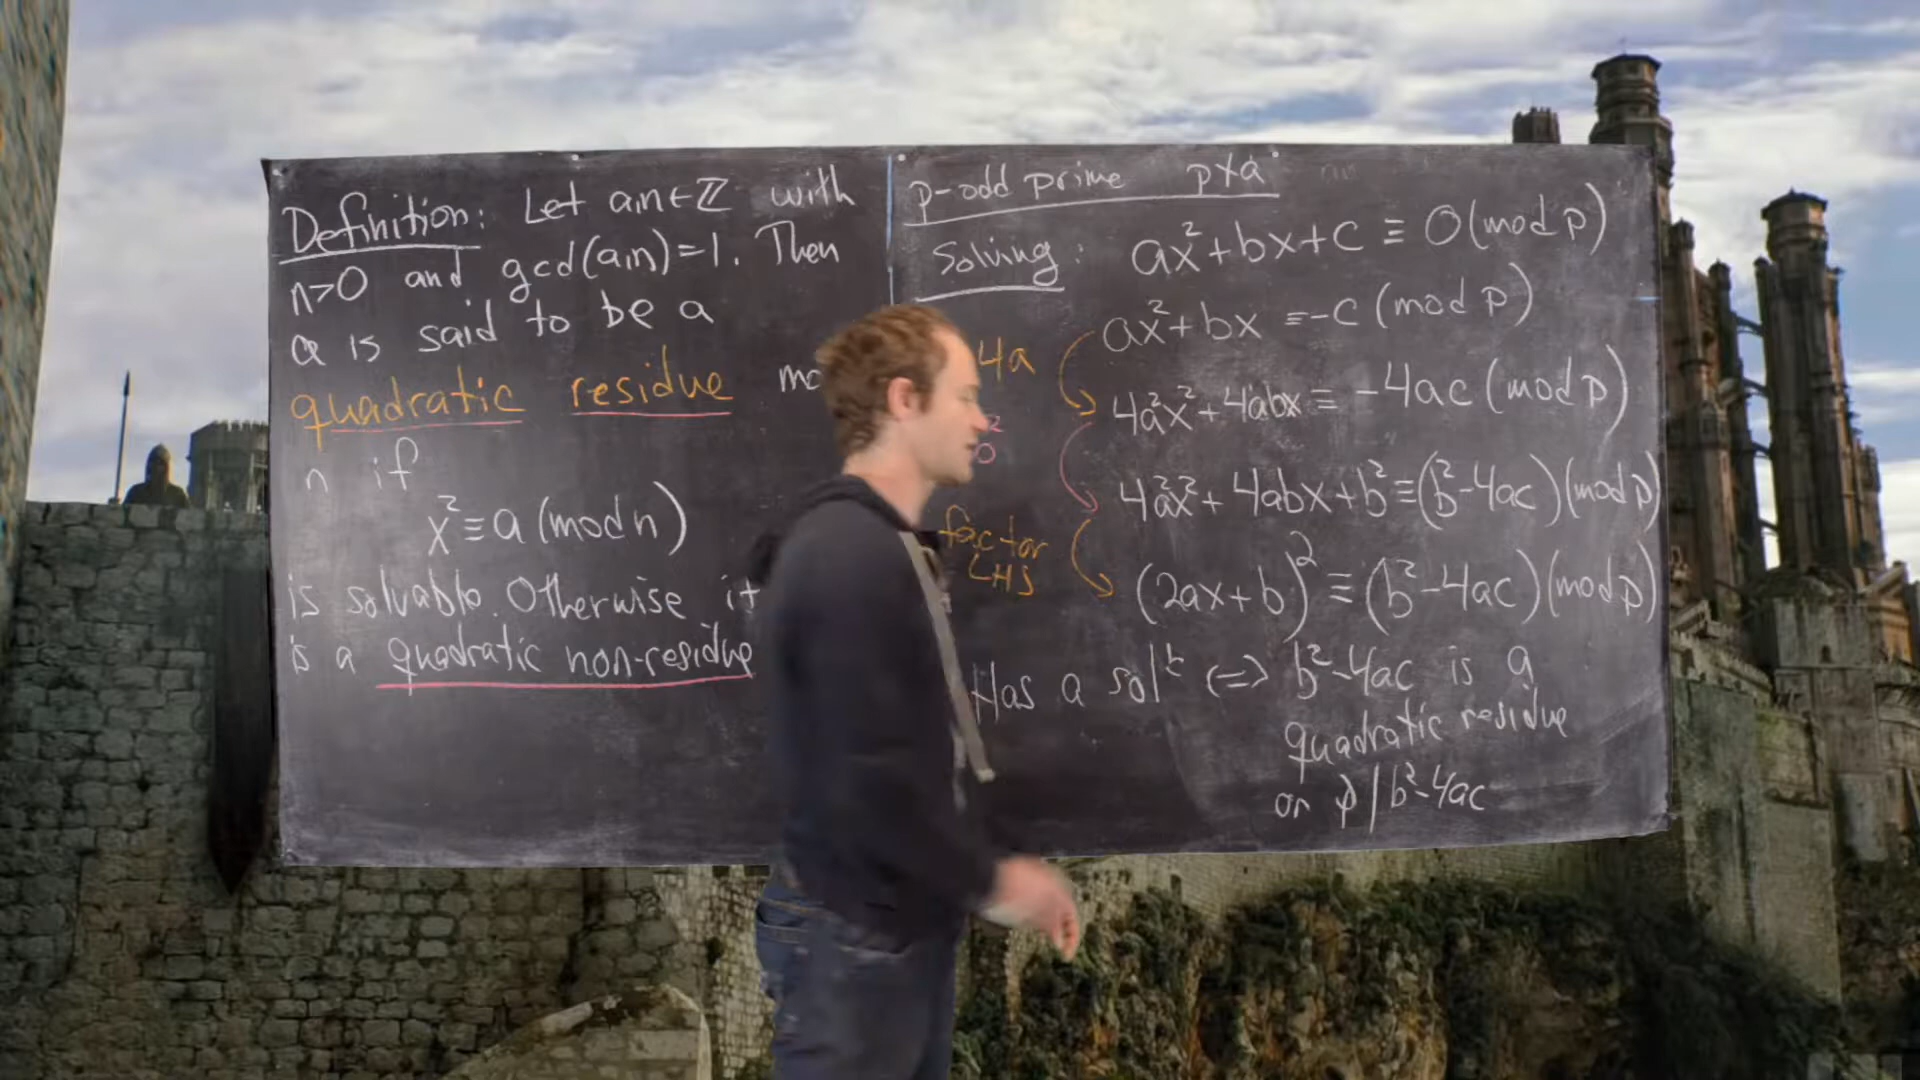 Definition: Let a,n∈ℤ with
n>0 and gcd(a,n)=1. Then
a is said to be a
quadratic residue
n if
x²≡a (mod n)
is solvable. Otherwise it
is a quadratic non-residue
p-odd prime p∤a
Solving: ax²+bx+c ≡ 0 (mod p)
ax²+bx ≡ -c (mod p)
4a
4a²x²+4abx ≡ -4ac (mod p)
4a²x²+4abx+b² ≡ (b²-4ac)(mod p)
factor
LHS
(2ax+b)² ≡ (b²-4ac)(mod p)
Has a solᵗ ⇔ b²-4ac is a
quadratic residue
or p|b²-4ac